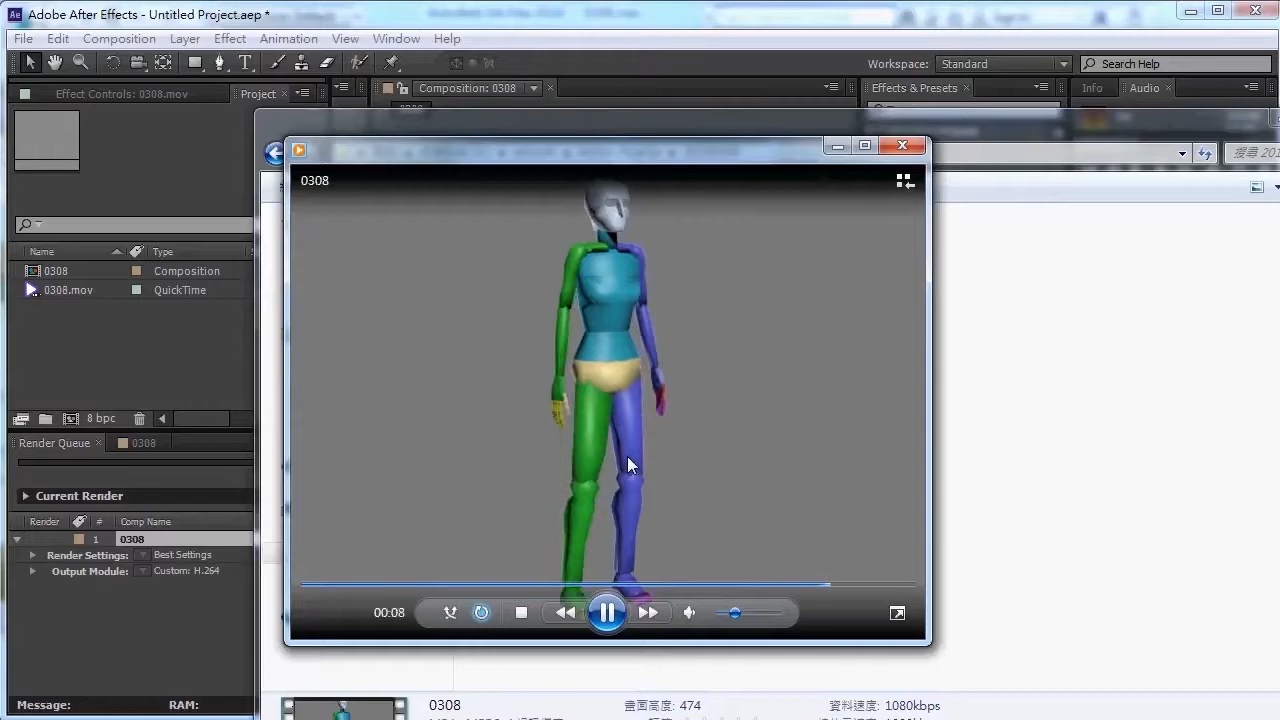 Adobe After Effects - Untitled Project.aep *
File Edit Composition Layer Effect Animation View Window Help
Workspace: Standard Search Help
Effect Controls: 0308.mov Project Composition: 0308 Effects & Presets Info Audio
搜尋 201
0308
Name Type
0308 Composition
0308.mov QuickTime
8 bpc
Render Queue 0308
Current Render
Render # Comp Name
1 0308
Render Settings: Best Settings
Output Module: Custom: H.264
00:08
Message: RAM:
0308 畫面高度: 474 資料速度: 1080kbps